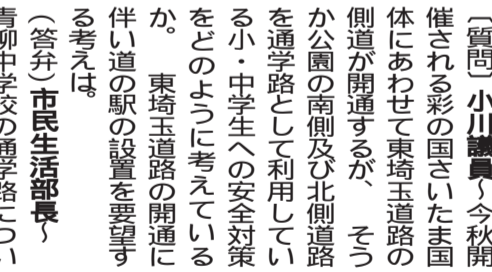 〔質問〕小川議員〜今秋開
催される彩の国さいたま国
体にあわせて東埼玉道路の
側道が開通するが、　そう
か公園の南側及び北側道路
を通学路として利用してい
る小・中学生への安全対策
をどのように考えている
か。　東埼玉道路の開通に
伴い道の駅の設置を要望す
る考えは。
（答弁）市民生活部長〜
青柳中学校の通学路につい